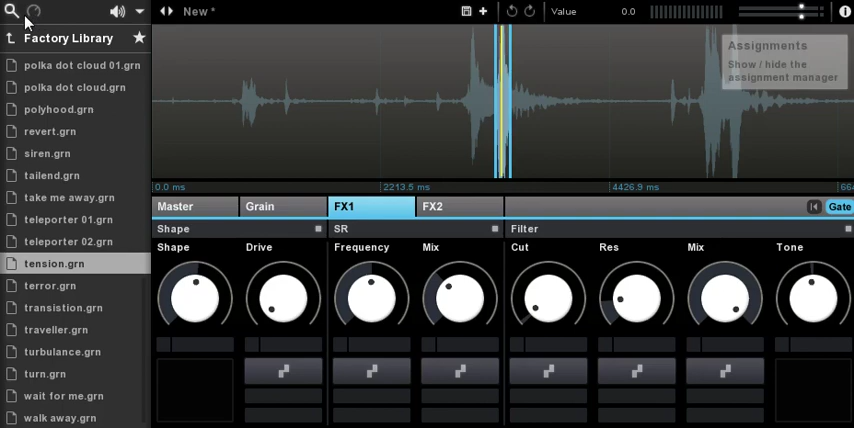 New *
Value 0.0
Factory Library
polka dot cloud 01.grn
polka dot cloud.grn
polyhood.grn
revert.grn
siren.grn
tailend.grn
take me away.grn
teleporter 01.grn
teleporter 02.grn
tension.grn
terror.grn
transistion.grn
traveller.grn
turbulance.grn
turn.grn
wait for me.grn
walk away.grn
Assignments
Show / hide the
assignment manager
0.0 ms 2213.5 ms 4426.9 ms 664
Master Grain FX1 FX2 Gate
Shape SR Filter
Shape Drive Frequency Mix Cut Res Mix Tone